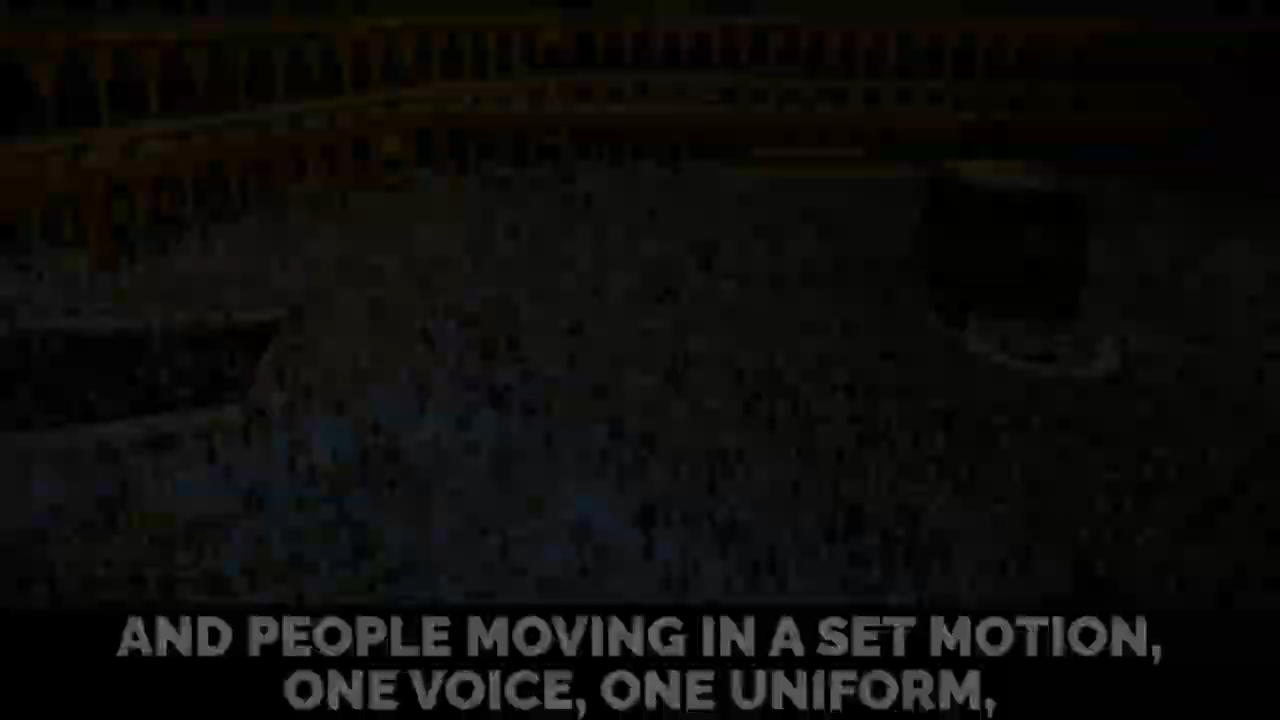 AND PEOPLE MOVING IN A SET MOTION,
ONE VOICE, ONE UNIFORM,